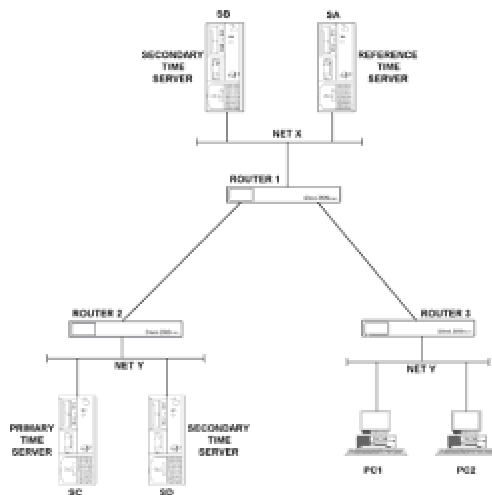 SD
SA
SECONDARY
TIME
SERVER
REFERENCE
TIME
SERVER
NET X
ROUTER 1
ROUTER 2
ROUTER 3
NET Y
NET Y
PRIMARY
TIME
SERVER
SECONDARY
TIME
SERVER
SC
SD
PC1
PC2